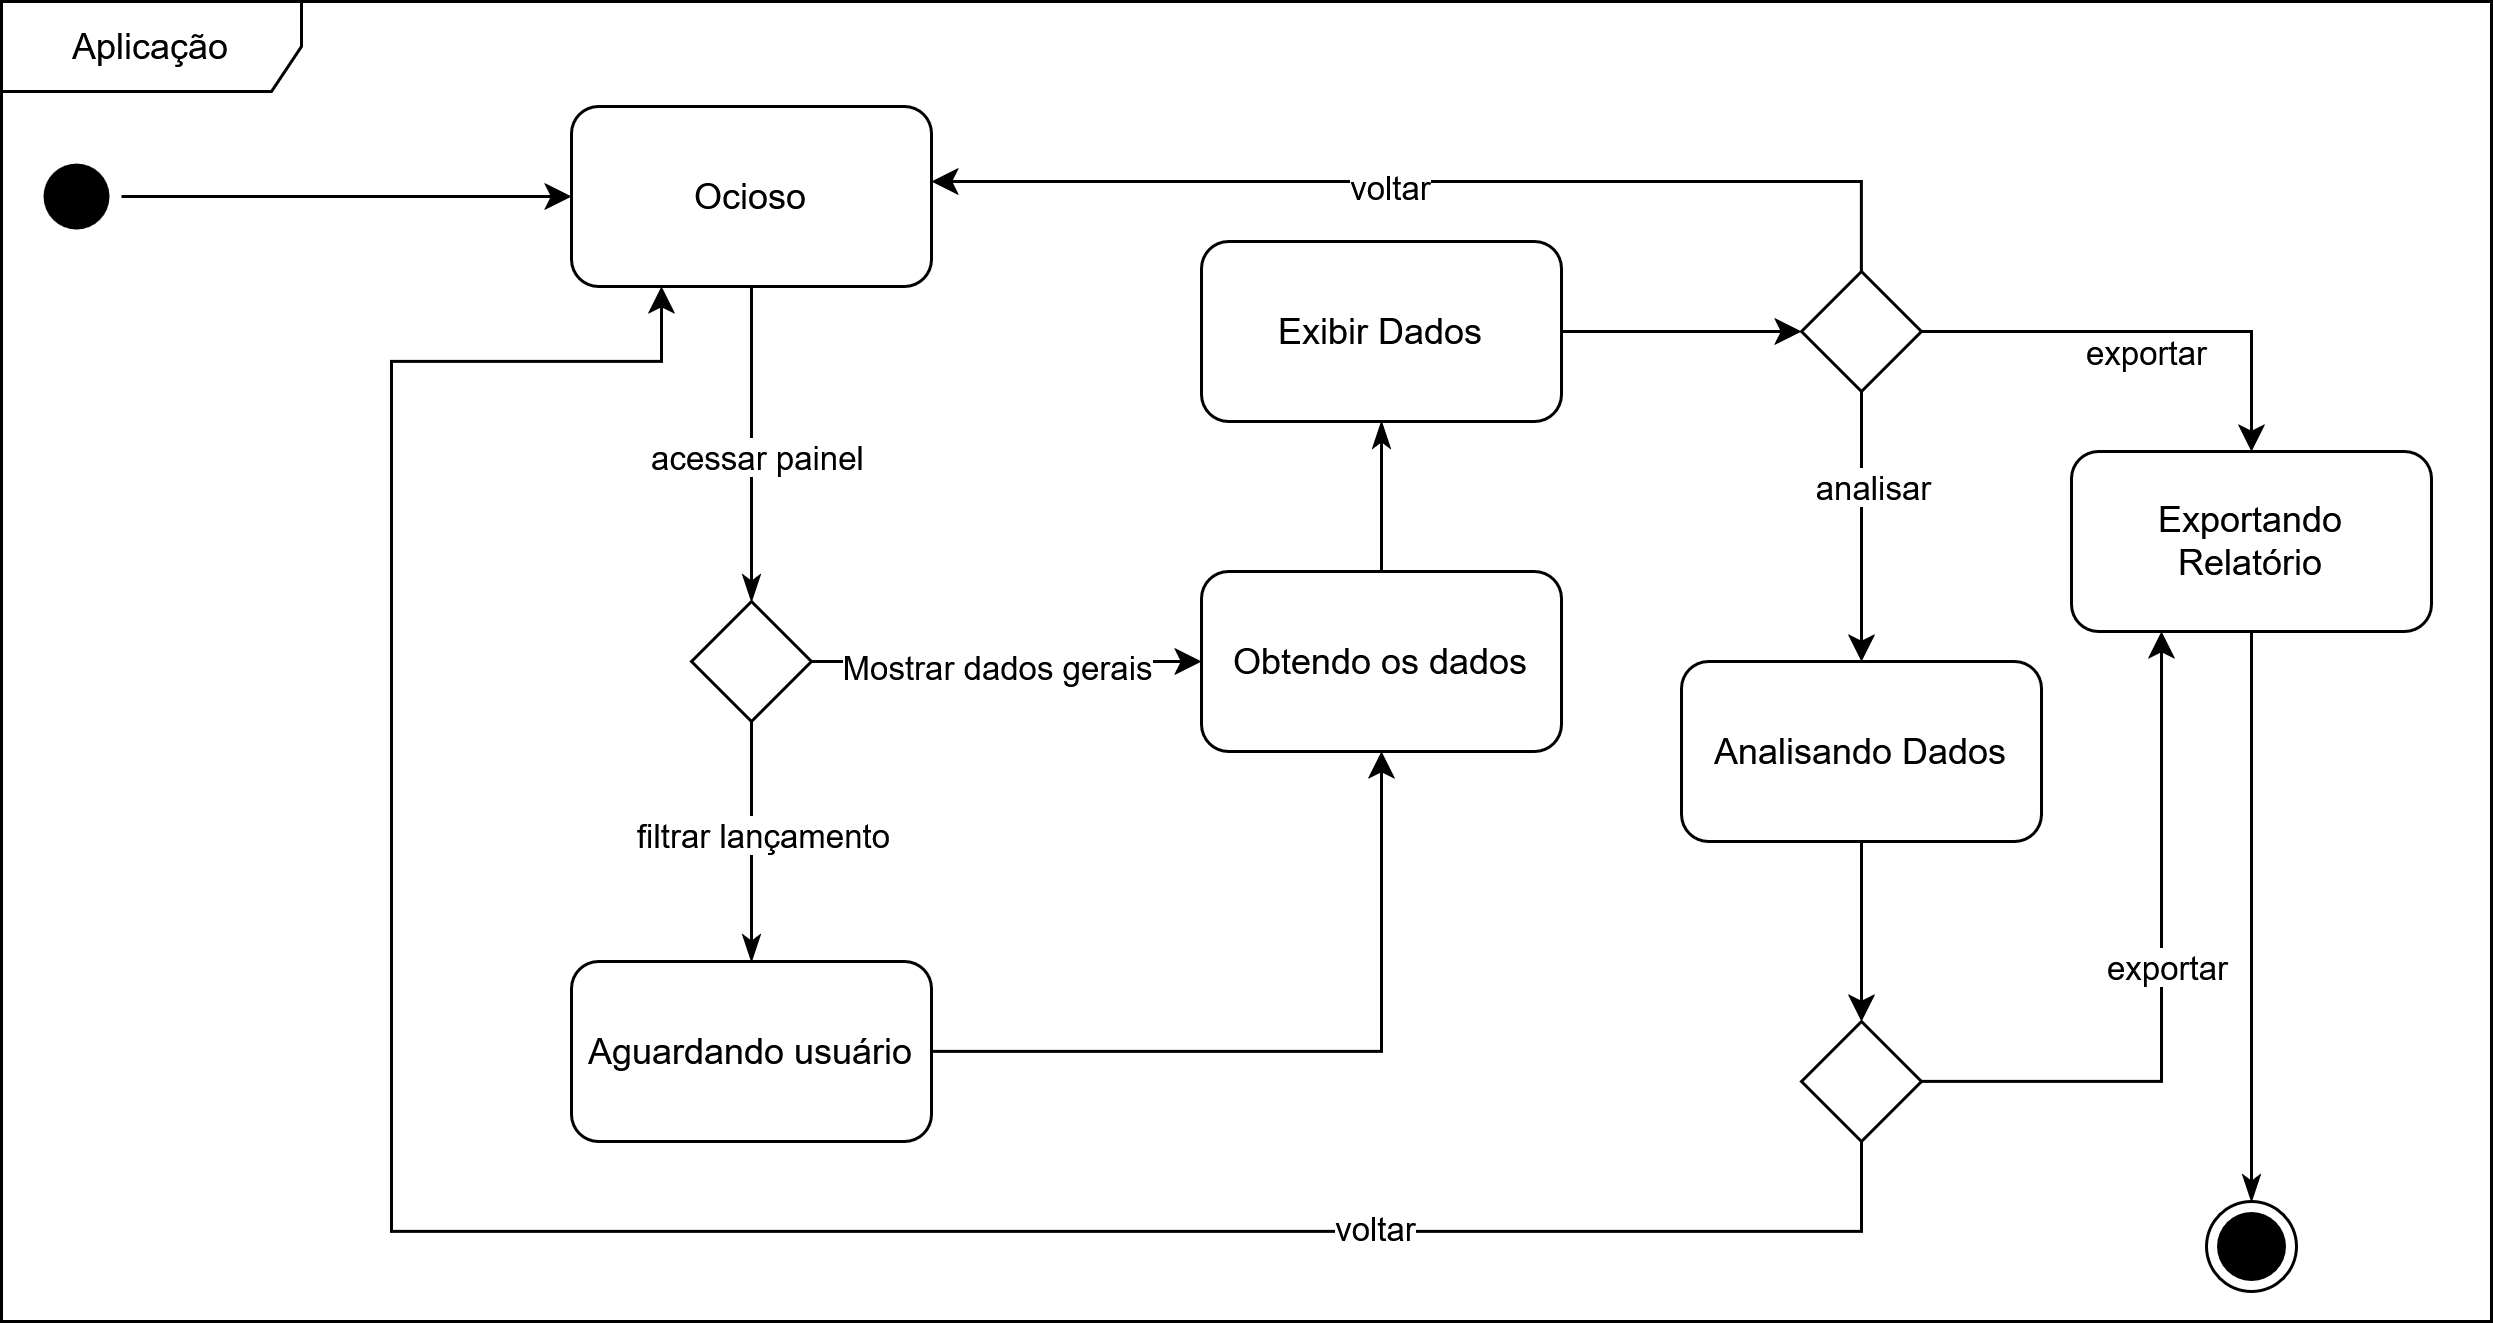 Aplicação
Ocioso
voltar
Exibir Dados
exportar
acessar painel
analisar
Exportando
Relatório
Mostrar dados gerais
Obtendo os dados
Analisando Dados
filtrar lançamento
exportar
Aguardando usuário
voltar